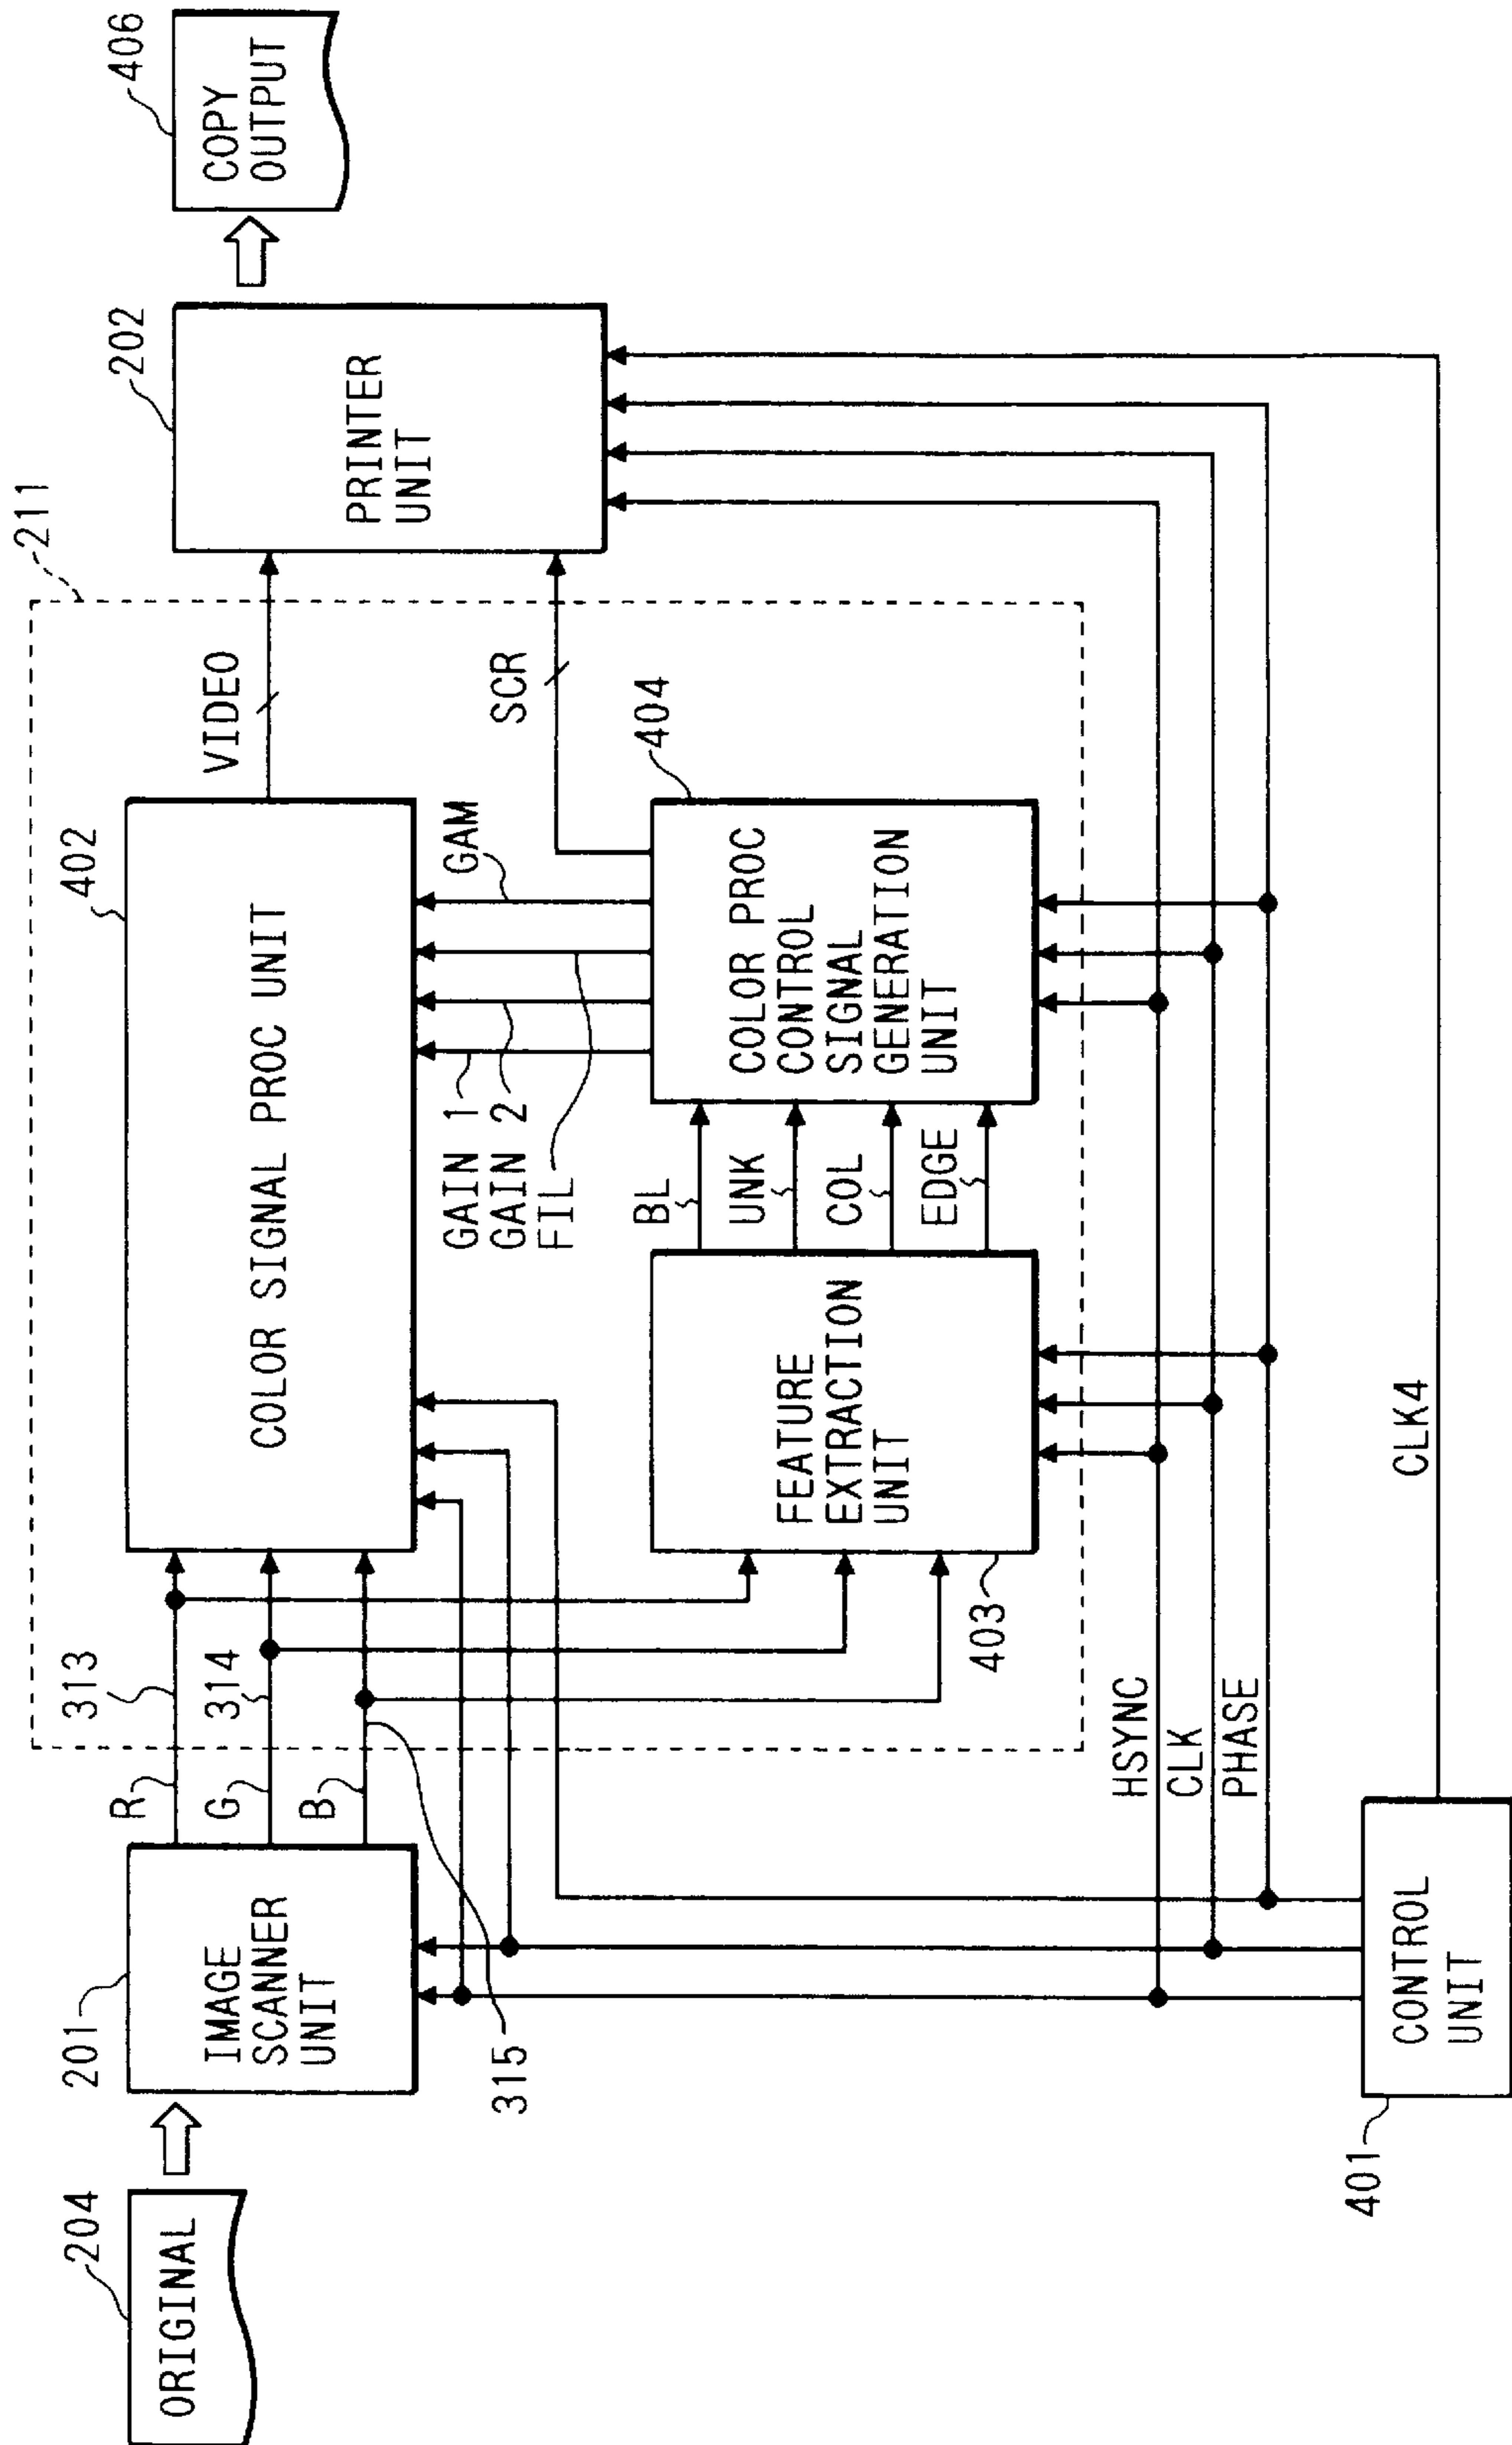 204
ORIGINAL
201
IMAGE
SCANNER
UNIT
R
G
B
313
314
315
211
402
COLOR SIGNAL PROC UNIT
VIDEO
202
PRINTER
UNIT
406
COPY
OUTPUT
GAIN 1
GAIN 2
FIL
GAM
SCR
403
FEATURE
EXTRACTION
UNIT
BL
UNK
COL
EDGE
404
COLOR PROC
CONTROL
SIGNAL
GENERATION
UNIT
HSYNC
CLK
PHASE
CLK4
401
CONTROL
UNIT